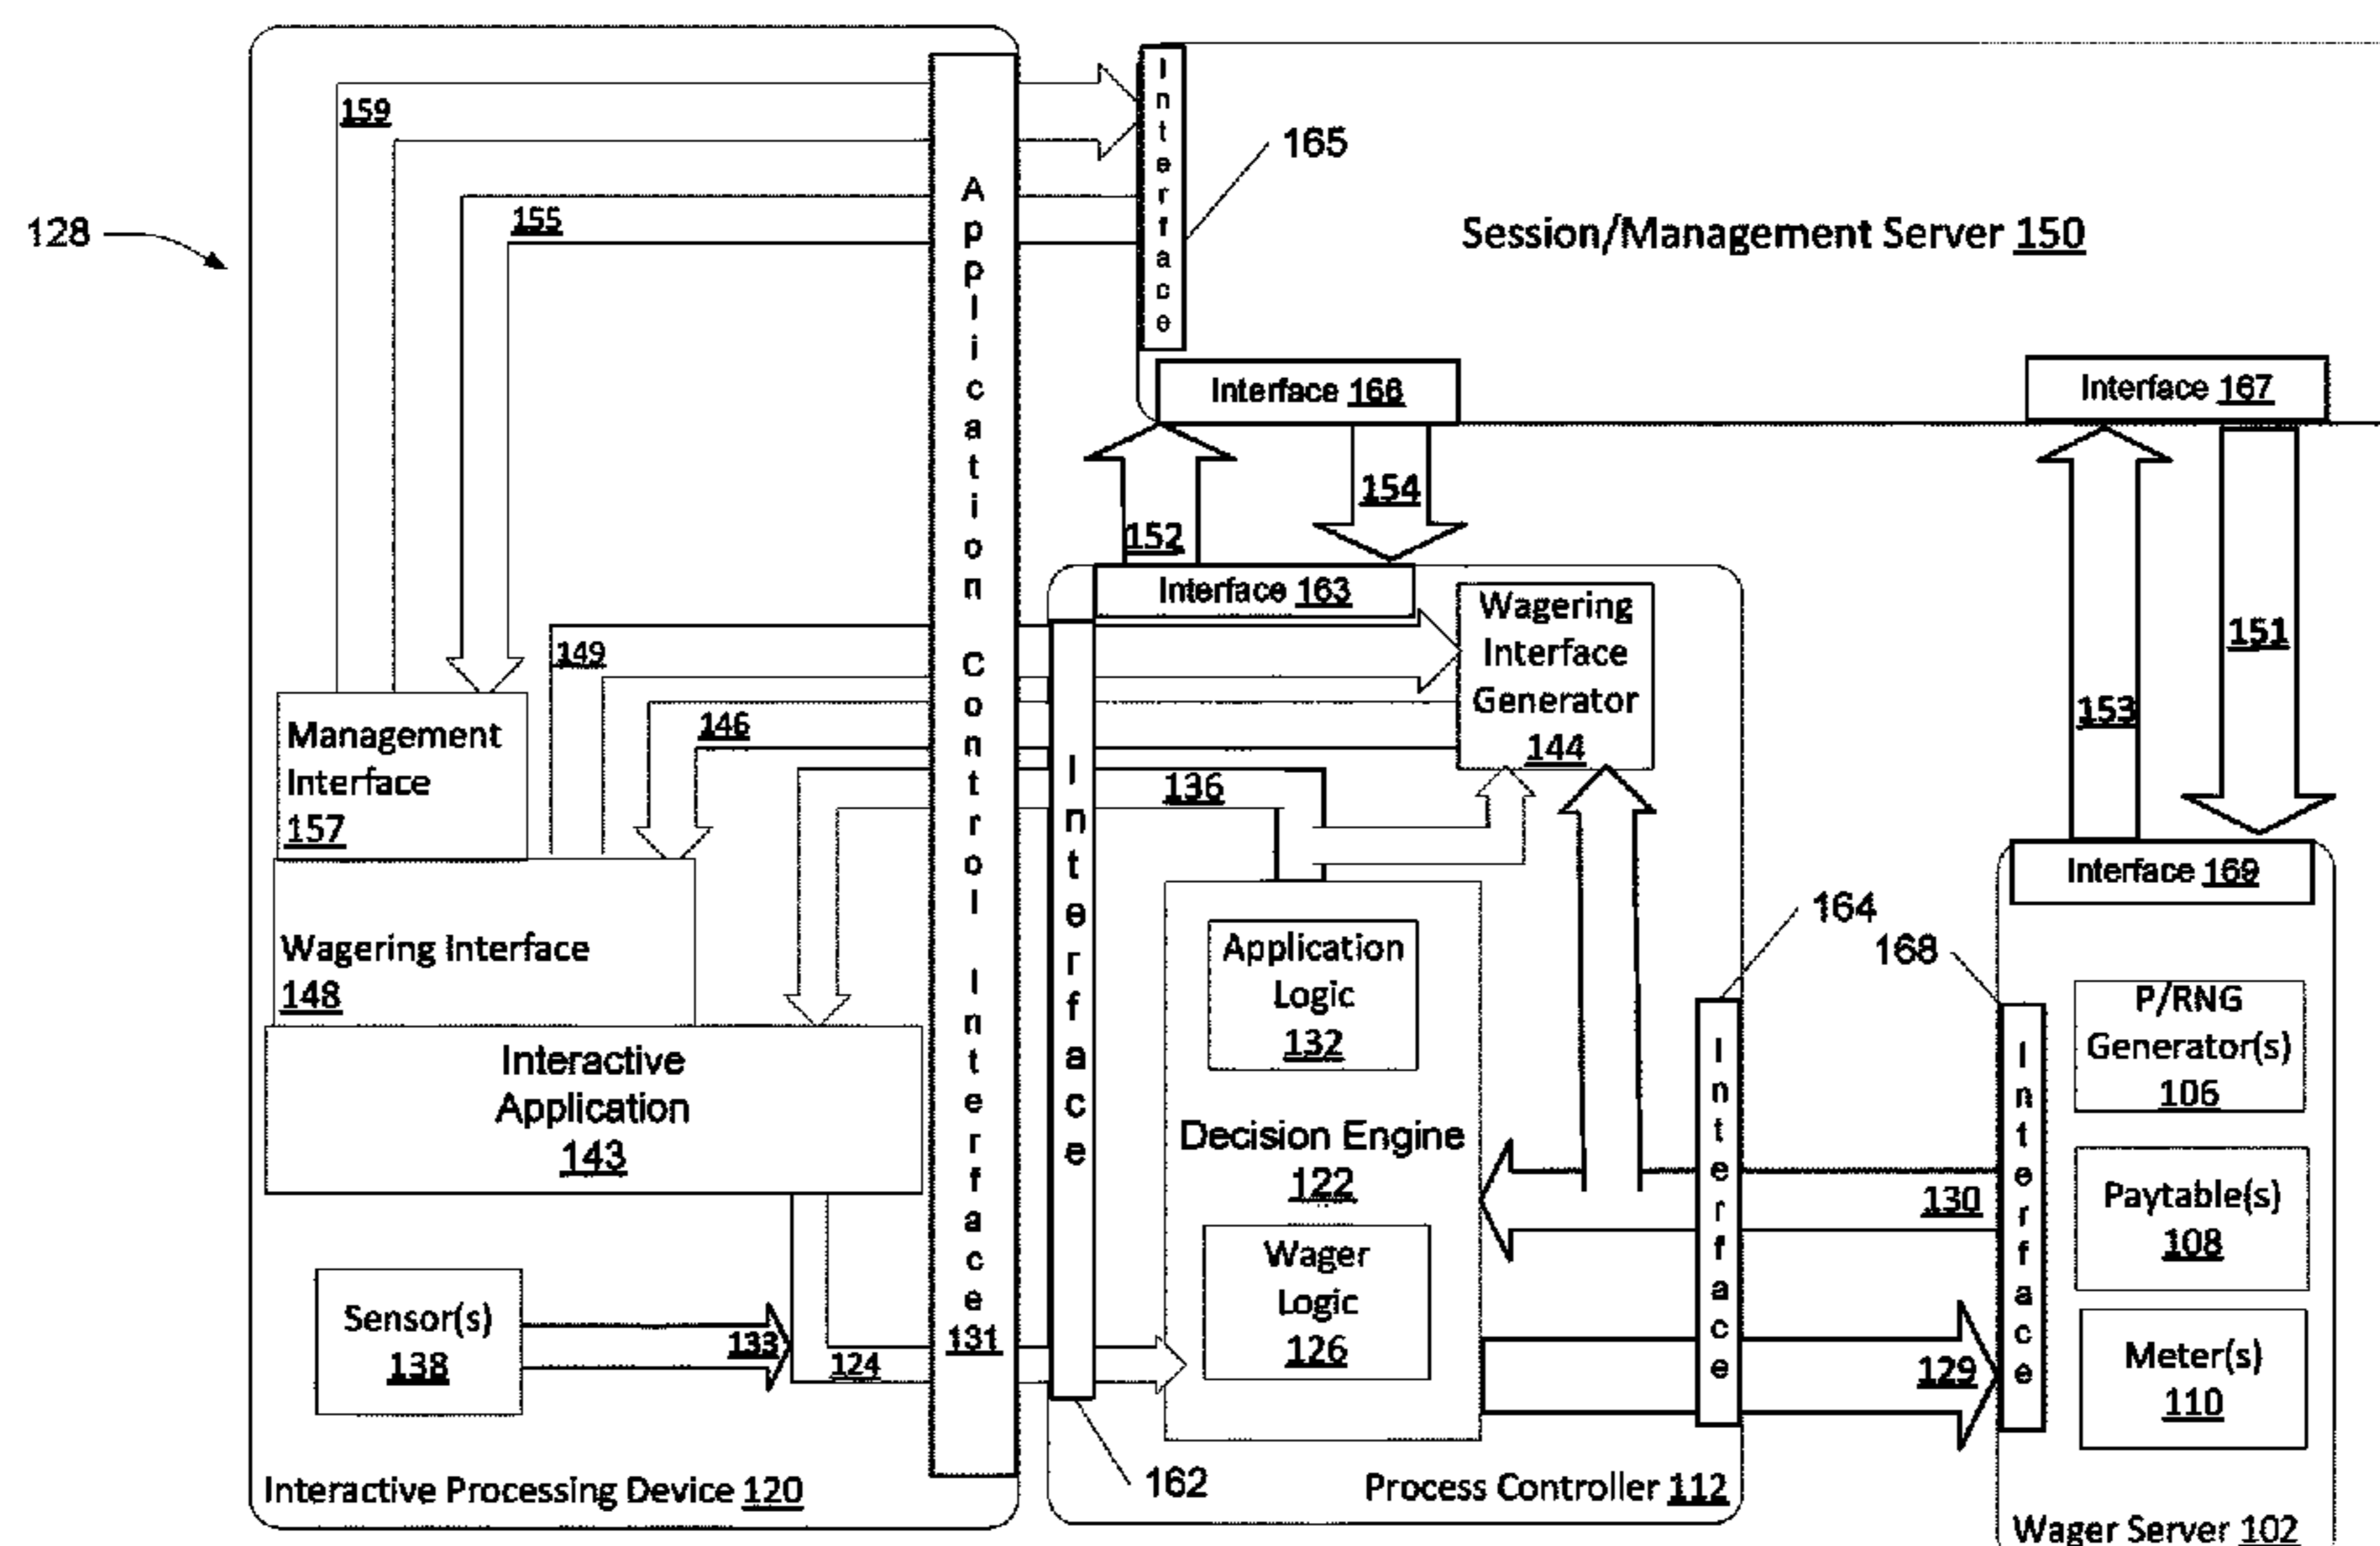 128
159
155
Application Control Interface
131
Interface
165
Session/Management Server 150
Interface 166
Interface 167
152
154
153
151
Interface 163
Wagering
Interface
Generator
144
149
146
136
Management
Interface
157
Wagering Interface
148
Interactive
Application
143
Sensor(s)
138
133
124
Interactive Processing Device 120
Interface
162
Application
Logic
132
Decision Engine
122
Wager
Logic
126
Process Controller 112
Interface
164
168
130
129
Interface
Interface 169
P/RNG
Generator(s)
106
Paytable(s)
108
Meter(s)
110
Wager Server 102